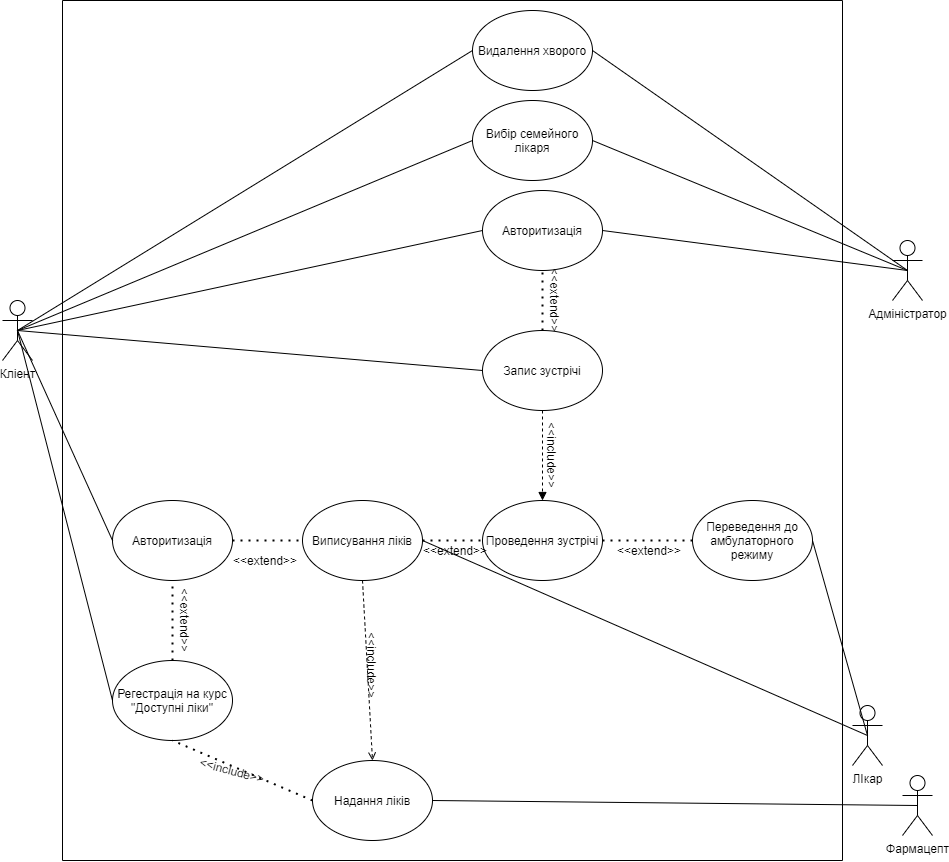 Видалення хворого
Вибір семейного
лікаря
Авторитизація
<<extend>>
Адміністратор
Клієнт
Запис зустрічі
<<include>>
Авторитизація
<<extend>>
Виписування ліків
<<extend>>
Проведення зустрічі
<<extend>>
Переведення до
амбулаторного
режиму
<<extend>>
<<include>>
Регестрація на курс
"Доступні ліки"
<<include>>
Надання ліків
Лікар
Фармацепт